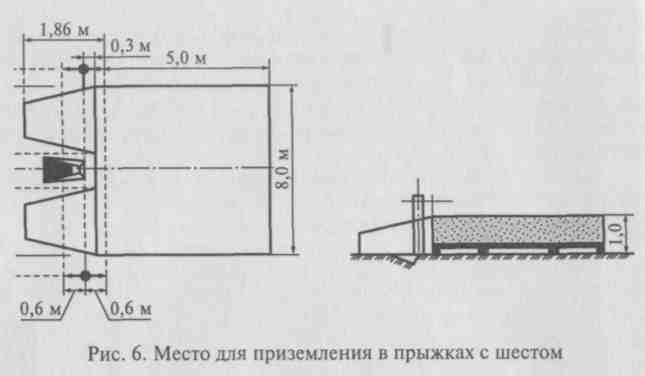 1,86 м
0,3 м
5,0 м
8,0 м
1,0
0,6 м 0,6 м
Рис. 6. Место для приземления в прыжках с шестом